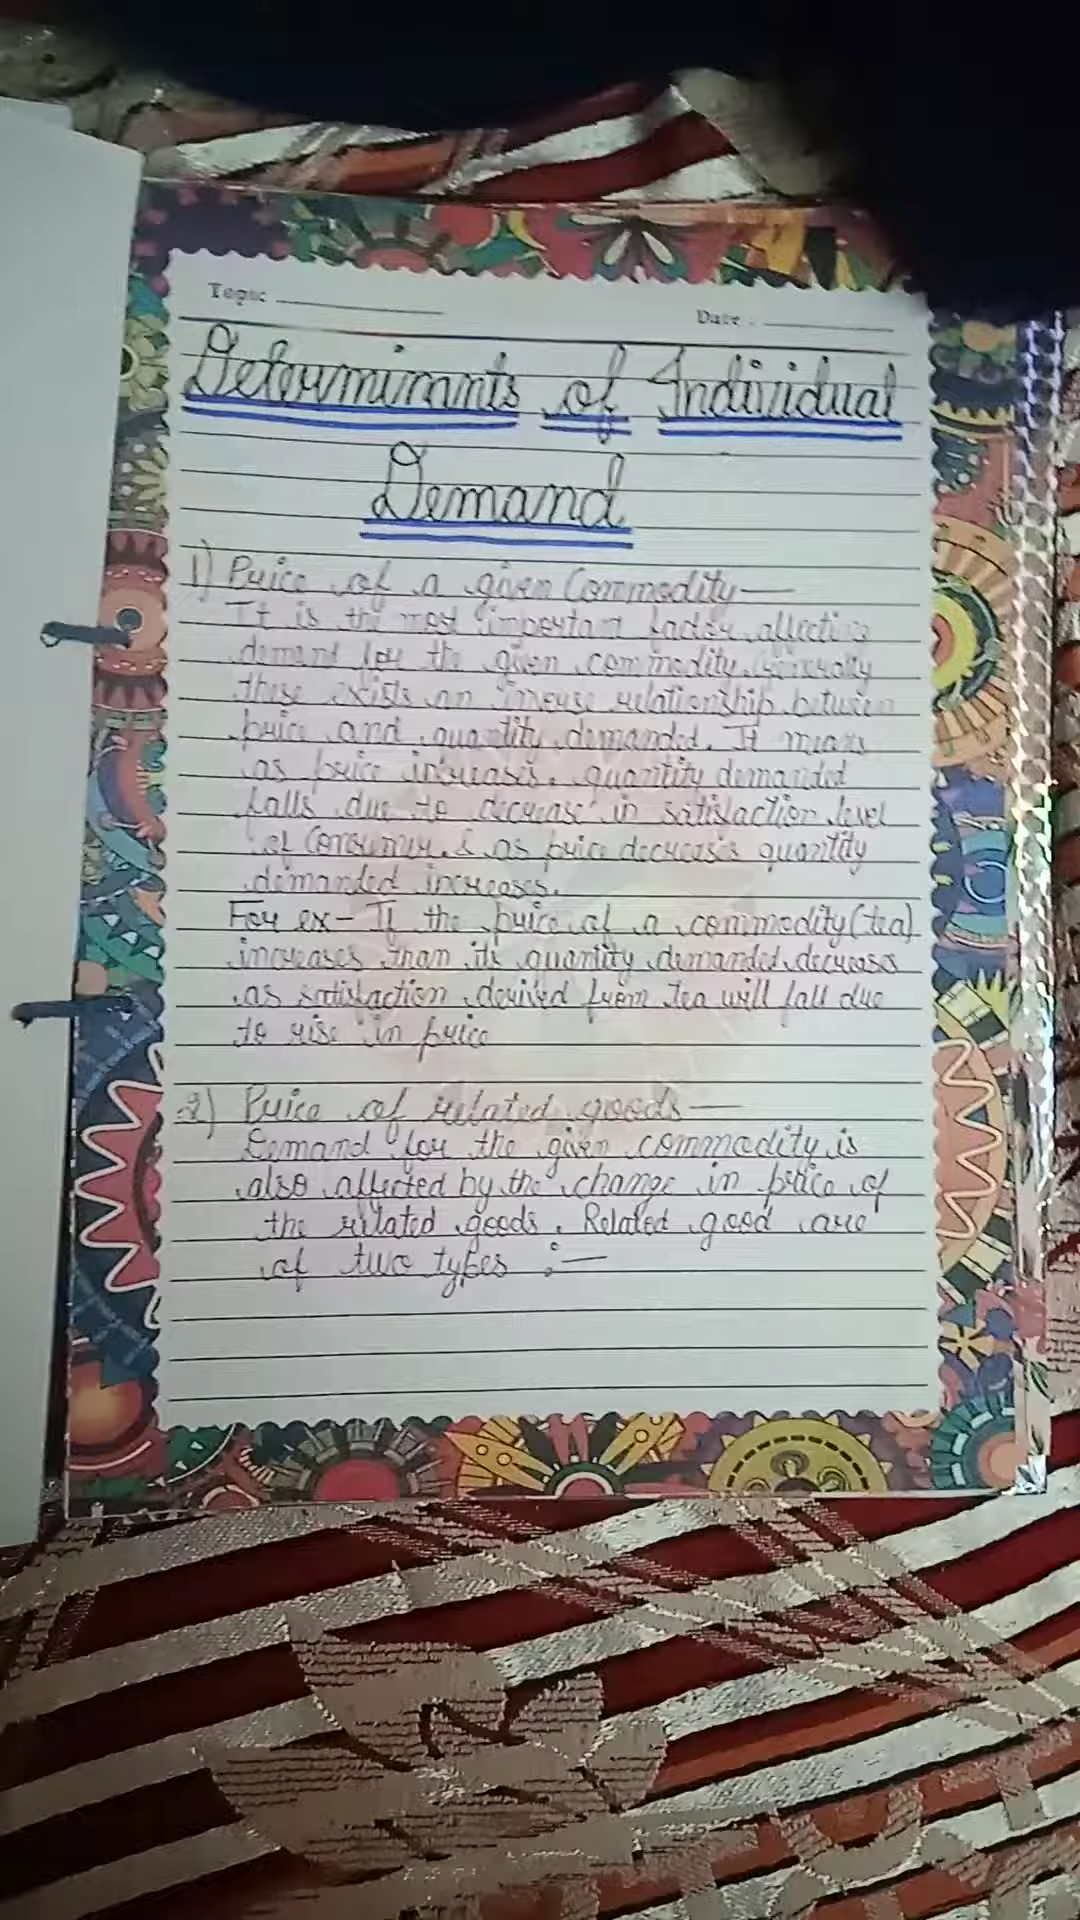 Topic
Date
Determinants of Individual
Demand
1) Price of a given Commodity —
It is the most important factor affecting
demand for the given commodity. Generally
these exists an inverse relationship between
price and quantity demanded. It means
as price increases, quantity demanded
falls due to decrease in satisfaction level
of Consumer. & as price decreases quantity
demanded increases.
For ex - If the price of a commodity (tea)
increases than its quantity demanded decreases
as satisfaction derived from tea will fall due
to rise in price
2) Price of related goods —
Demand for the given commodity is
also affected by the change in price of
the related goods. Related good are
of two types :—